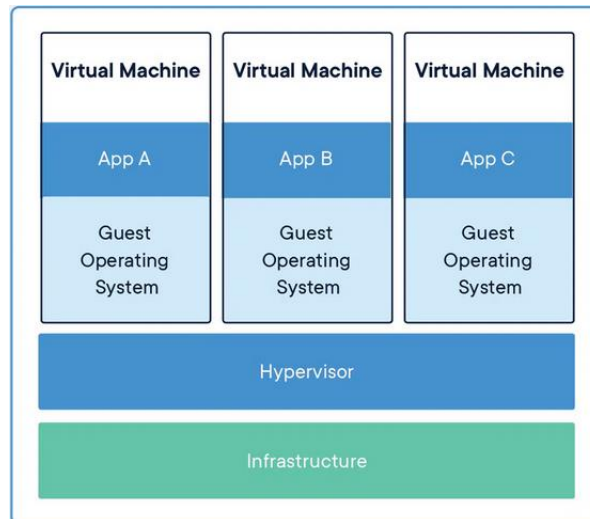 Virtual Machine
App A
Guest
Operating
System
Virtual Machine
App B
Guest
Operating
System
Virtual Machine
App C
Guest
Operating
System
Hypervisor
Infrastructure